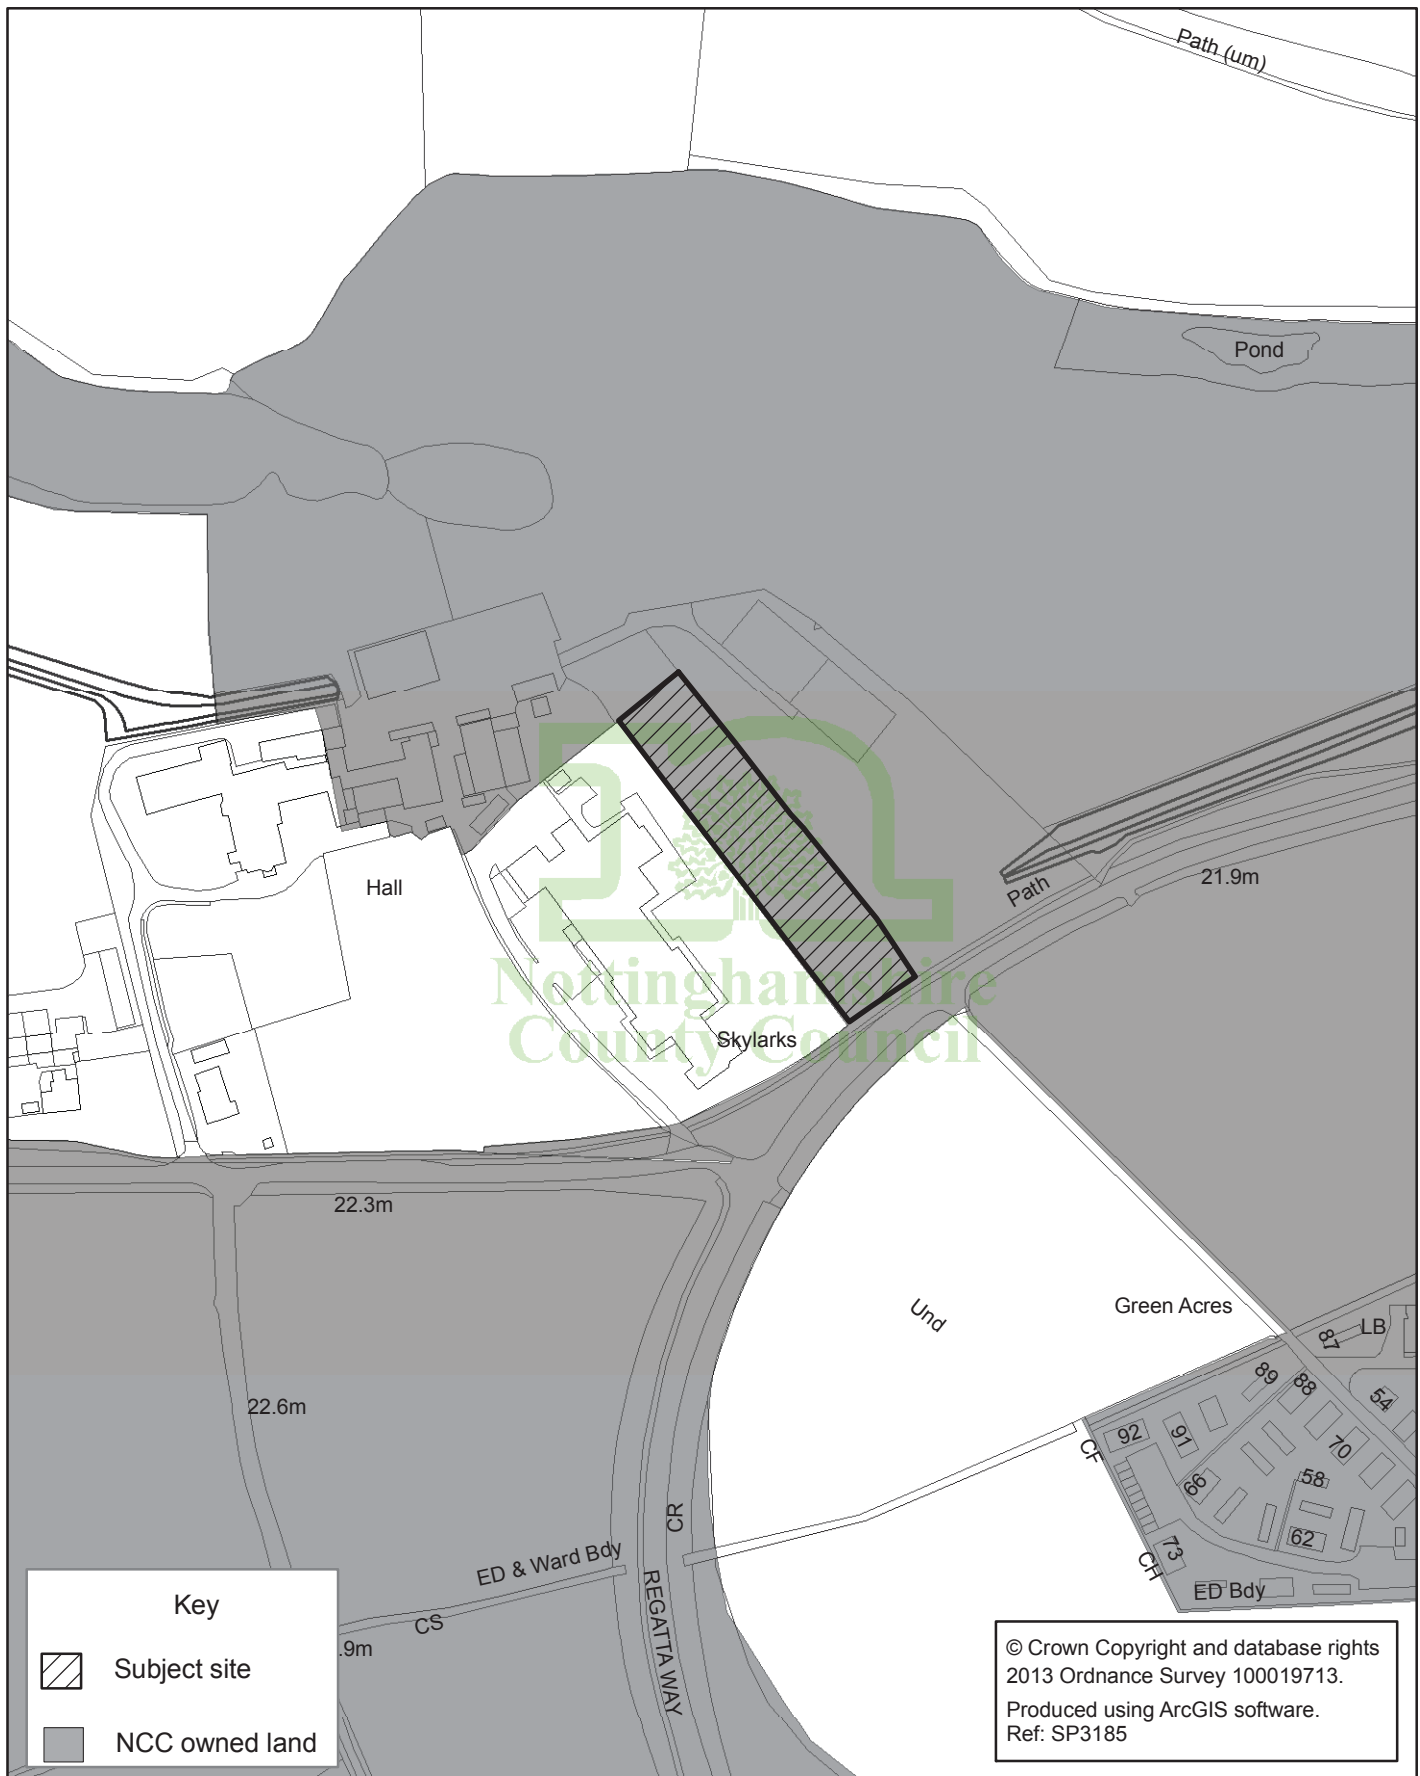 Path (um)
Pond
Hall
Path
21.9m
Nottinghamshire
County Council
Skylarks
22.3m
Und
Green Acres
87
LB
89
88
54
22.6m
92
91
CF
70
66
58
CR
62
73
CH
ED & Ward Bdy
ED Bdy
REGATTA WAY
CS
.9m
Key
Subject site
NCC owned land
© Crown Copyright and database rights
2013 Ordnance Survey 100019713.
Produced using ArcGIS software.
Ref: SP3185